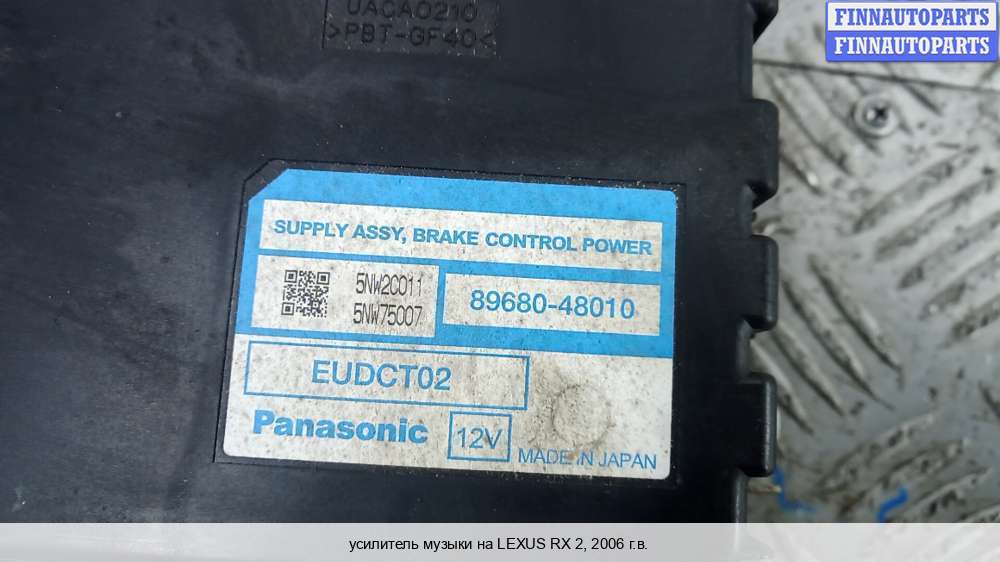 UACA0210
>PBT-GF40<
FINNAUTOPARTS
FINNAUTOPARTS
SUPPLY ASSY, BRAKE CONTROL POWER
5NW2C011
5NW75007
89680-48010
EUDCT02
Panasonic
12V
MADE IN JAPAN
усилитель музыки на LEXUS RX 2, 2006 г.в.